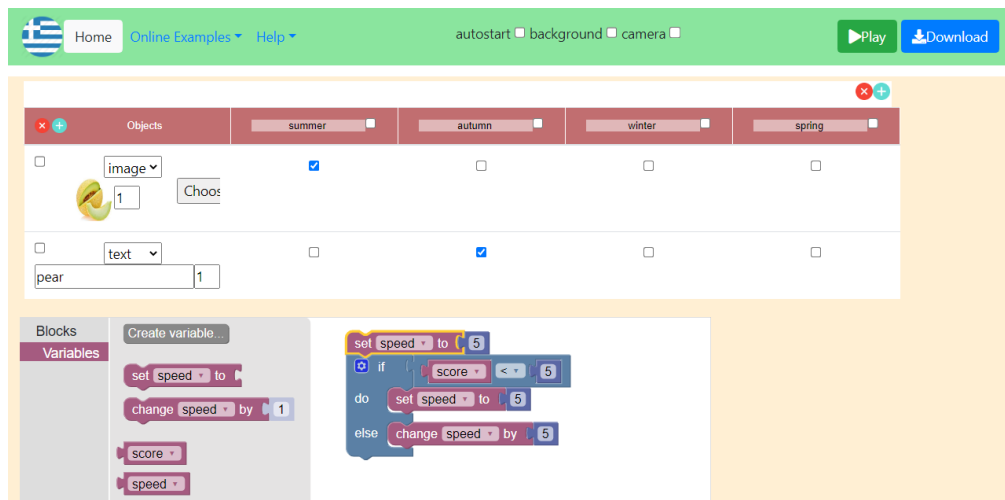 Home Online Examples Help autostart background camera Play Download
Objects summer autumn winter spring
image
1 Choos
text
pear 1
Blocks
Variables
Create variable...
set speed to
change speed by 1
score
speed
set speed to 5
if score < 5
do set speed to 5
else change speed by 5